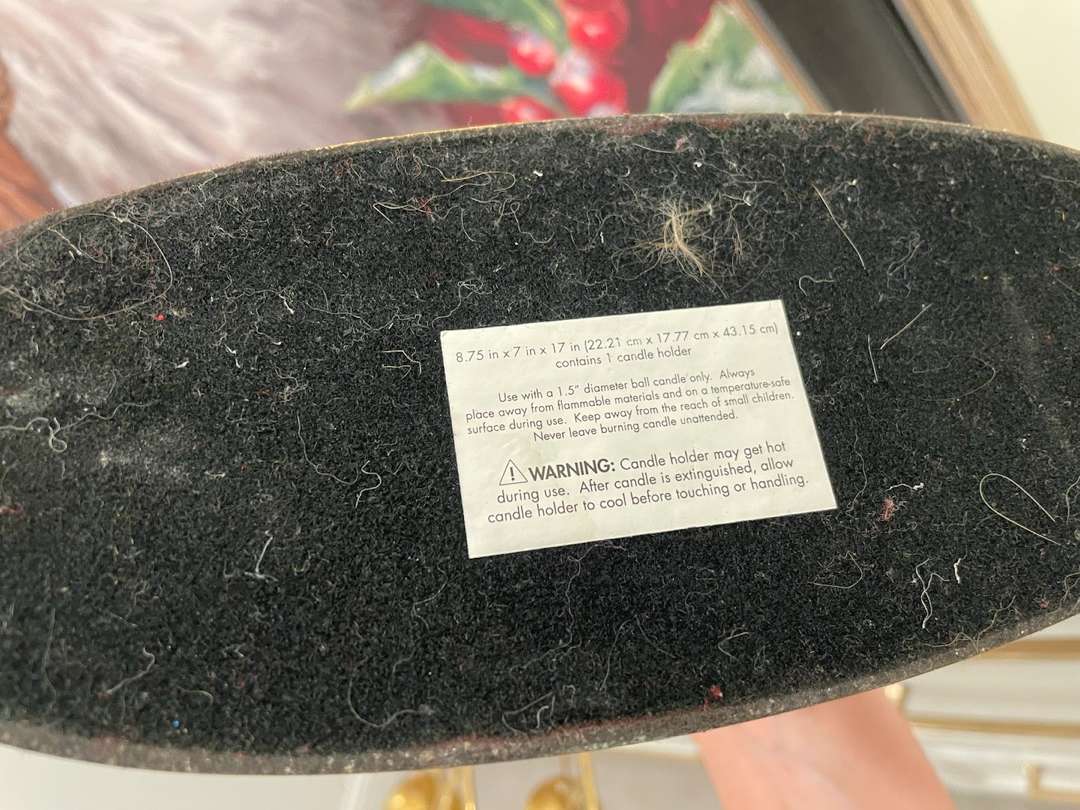 8.75 in x 7 in x 17 in (22.21 cm x 17.77 cm x 43.15 cm)
contains 1 candle holder
Use with a 1.5" diameter ball candle only. Always
place away from flammable materials and on a temperature-safe
surface during use. Keep away from the reach of small children.
Never leave burning candle unattended.
WARNING: Candle holder may get hot
during use. After candle is extinguished, allow
candle holder to cool before touching or handling.